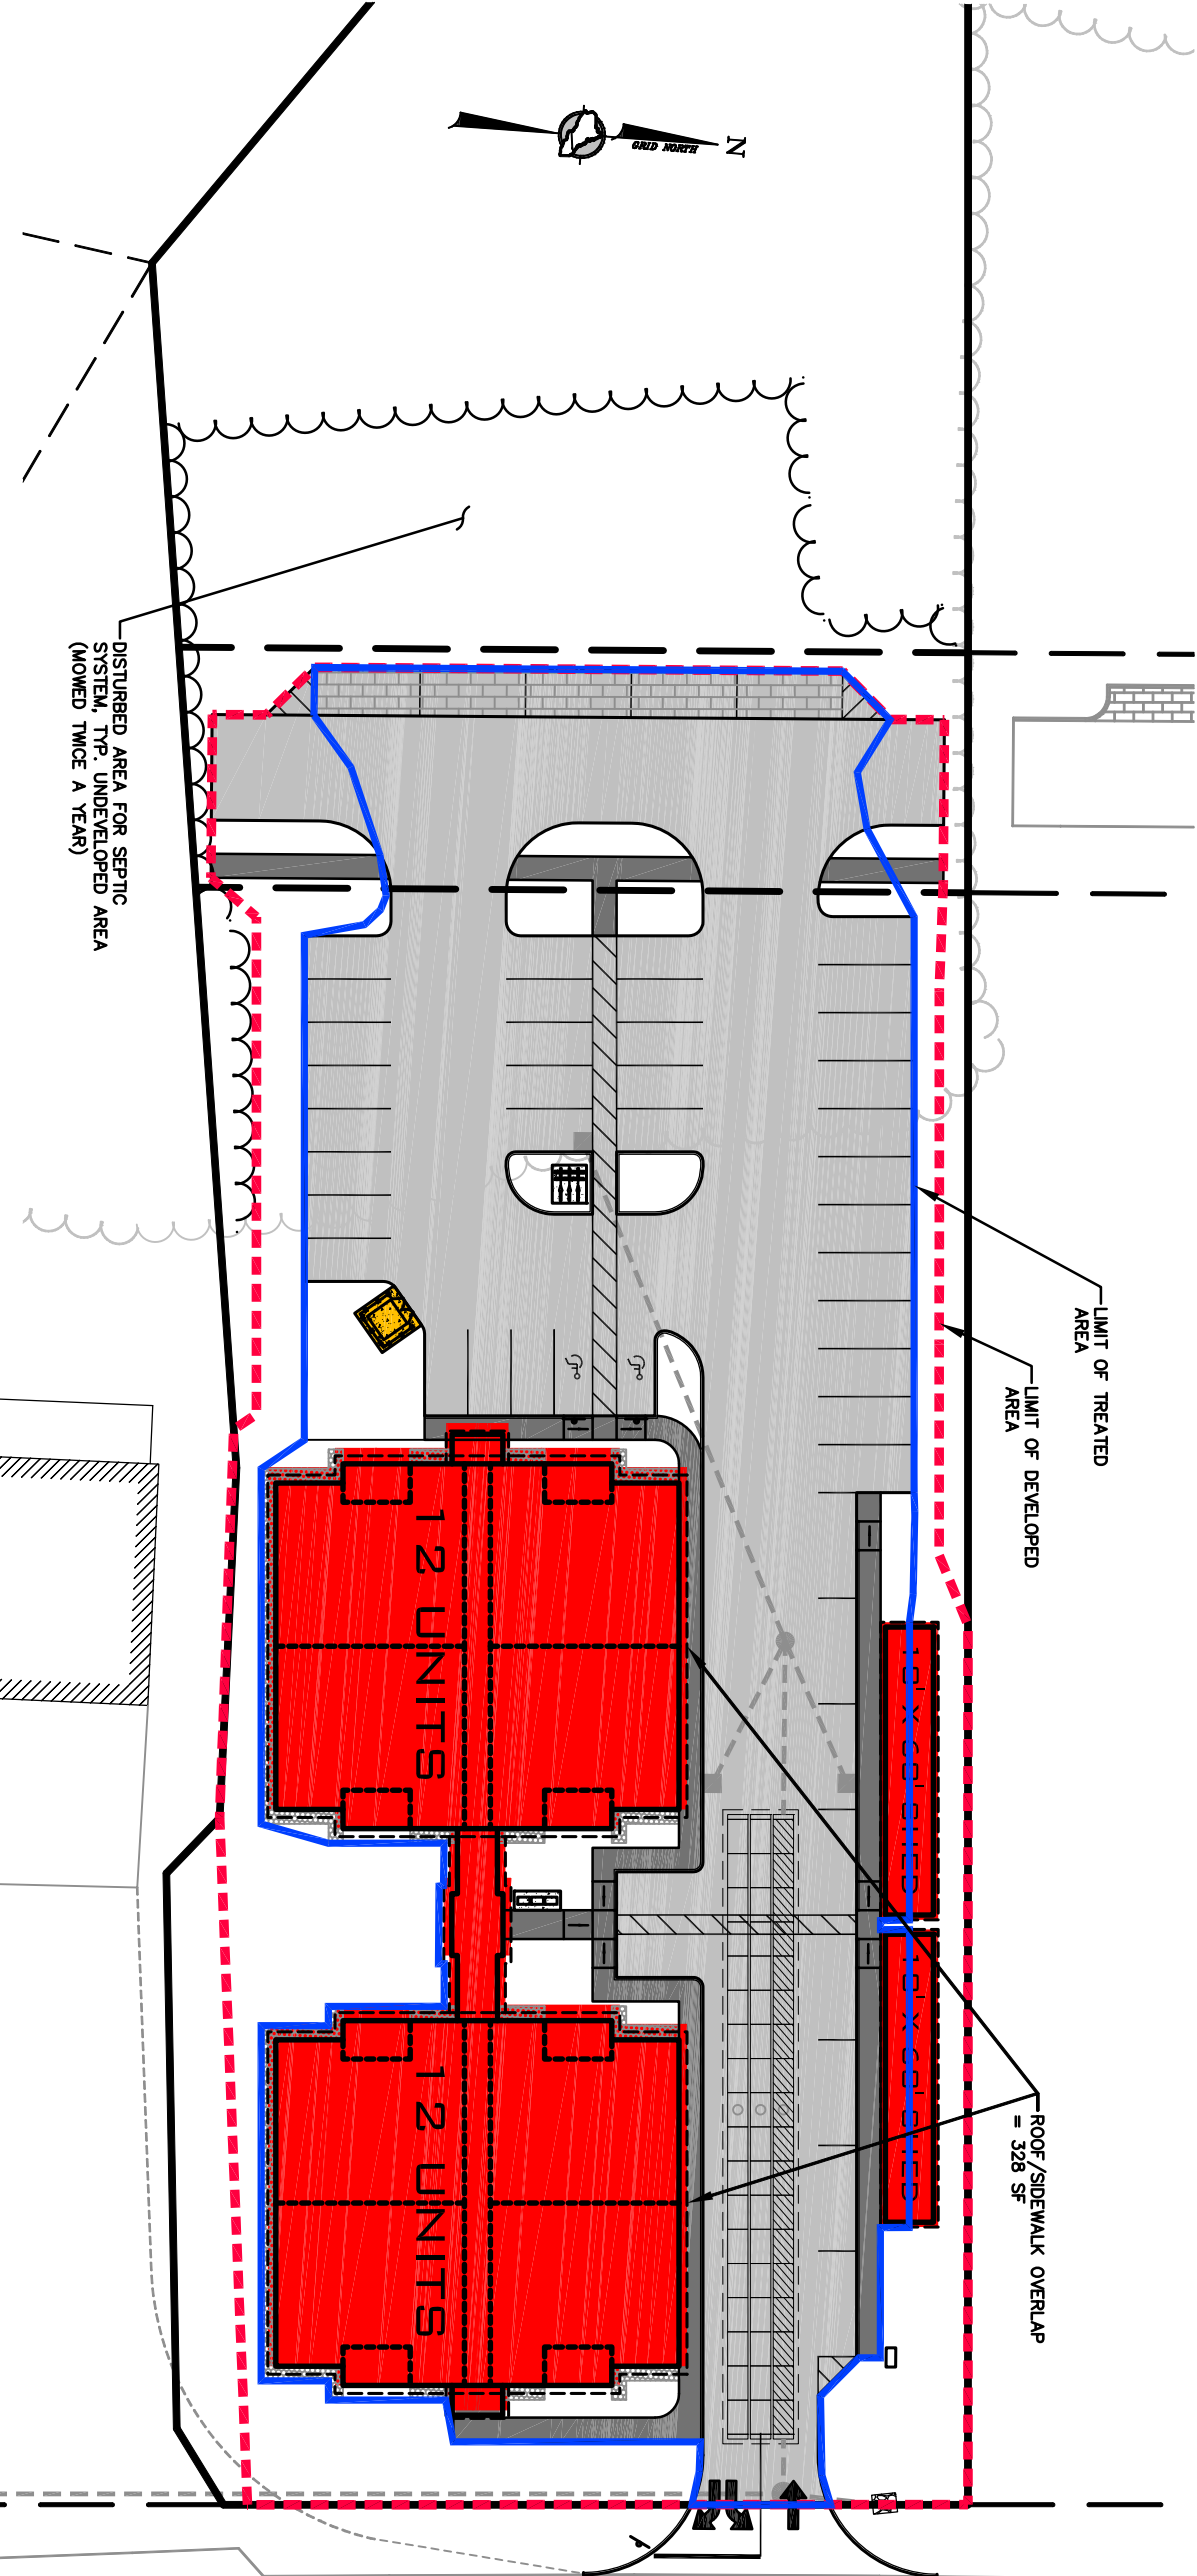 N
GRID NORTH
DISTURBED AREA FOR SEPTIC
SYSTEM, TYP. UNDEVELOPED AREA
(MOWED TWICE A YEAR)
LIMIT OF TREATED
AREA
LIMIT OF DEVELOPED
AREA
12 UNITS
12 UNITS
ROOF/SIDEWALK OVERLAP
= 328 SF